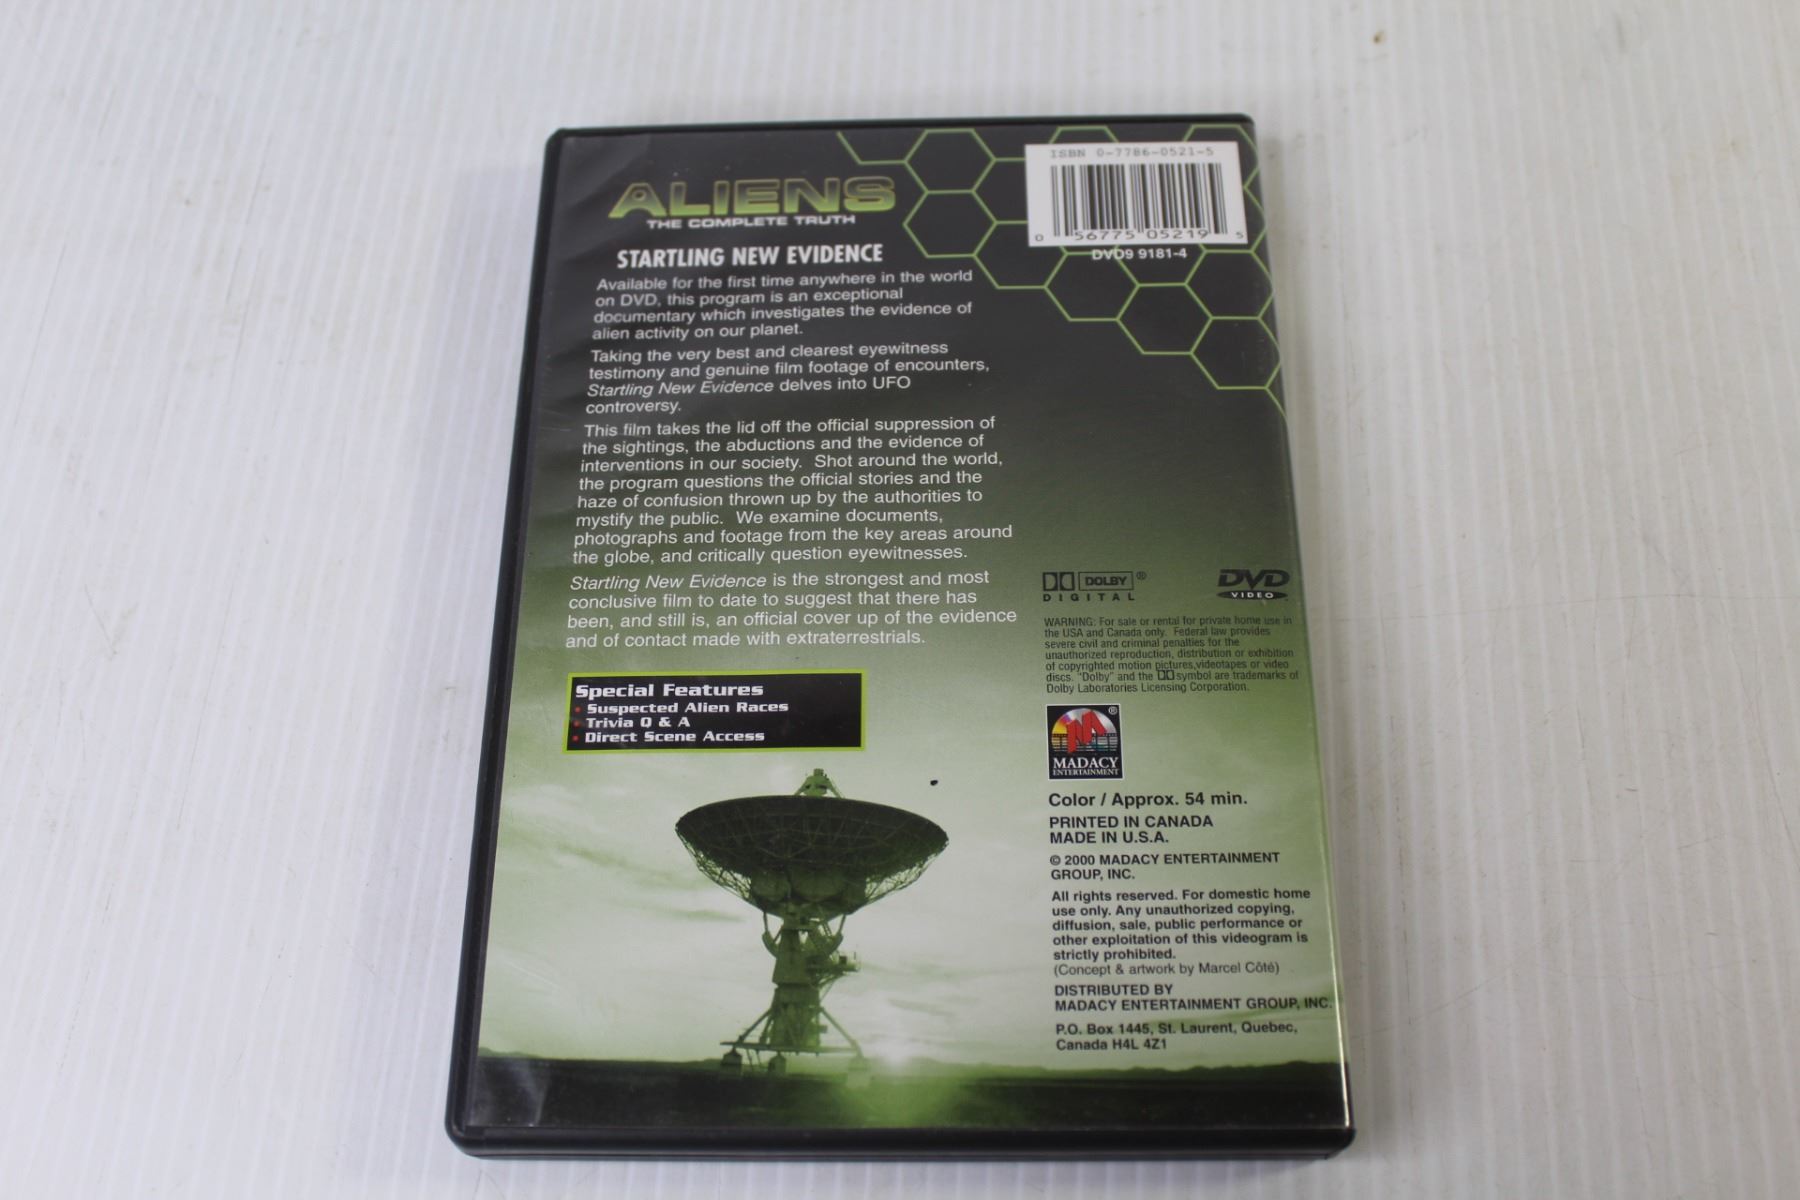 ALIENS
THE COMPLETE TRUTH
STARTLING NEW EVIDENCE
Available for the first time anywhere in the world
on DVD, this program is an exceptional
documentary which investigates the evidence of
alien activity on our planet.
Taking the very best and clearest eyewitness
testimony and genuine film footage of encounters,
Startling New Evidence delves into UFO
controversy.
This film takes the lid off the official suppression of
the sightings, the abductions and the evidence of
interventions in our society. Shot around the world,
the program questions the official stories and the
haze of confusion thrown up by the authorities to
mystify the public. We examine documents,
photographs and footage from the key areas around
the globe, and critically question eyewitnesses.
Startling New Evidence is the strongest and most
conclusive film to date to suggest that there has
been, and still is, an official cover up of the evidence
and of contact made with extraterrestrials.
Special Features
• Suspected Alien Races
• Trivia Q & A
• Direct Scene Access
ISBN 0-7786-0521-5
0 56775 05219 5
DVD9 9181-4
DOLBY ®
DIGITAL
DVD
VIDEO
WARNING: For sale or rental for private home use in
the USA and Canada only. Federal law provides
severe civil and criminal penalties for the
unauthorized reproduction, distribution or exhibition
of copyrighted motion pictures,videotapes or video
discs. "Dolby" and the symbol are trademarks of
Dolby Laboratories Licensing Corporation.
®
MADACY
ENTERTAINMENT
Color / Approx. 54 min.
PRINTED IN CANADA
MADE IN U.S.A.
© 2000 MADACY ENTERTAINMENT
GROUP, INC.
All rights reserved. For domestic home
use only. Any unauthorized copying,
diffusion, sale, public performance or
other exploitation of this videogram is
strictly prohibited.
(Concept & artwork by Marcel Côté)
DISTRIBUTED BY
MADACY ENTERTAINMENT GROUP, INC.
P.O. Box 1445, St. Laurent, Quebec,
Canada H4L 4Z1